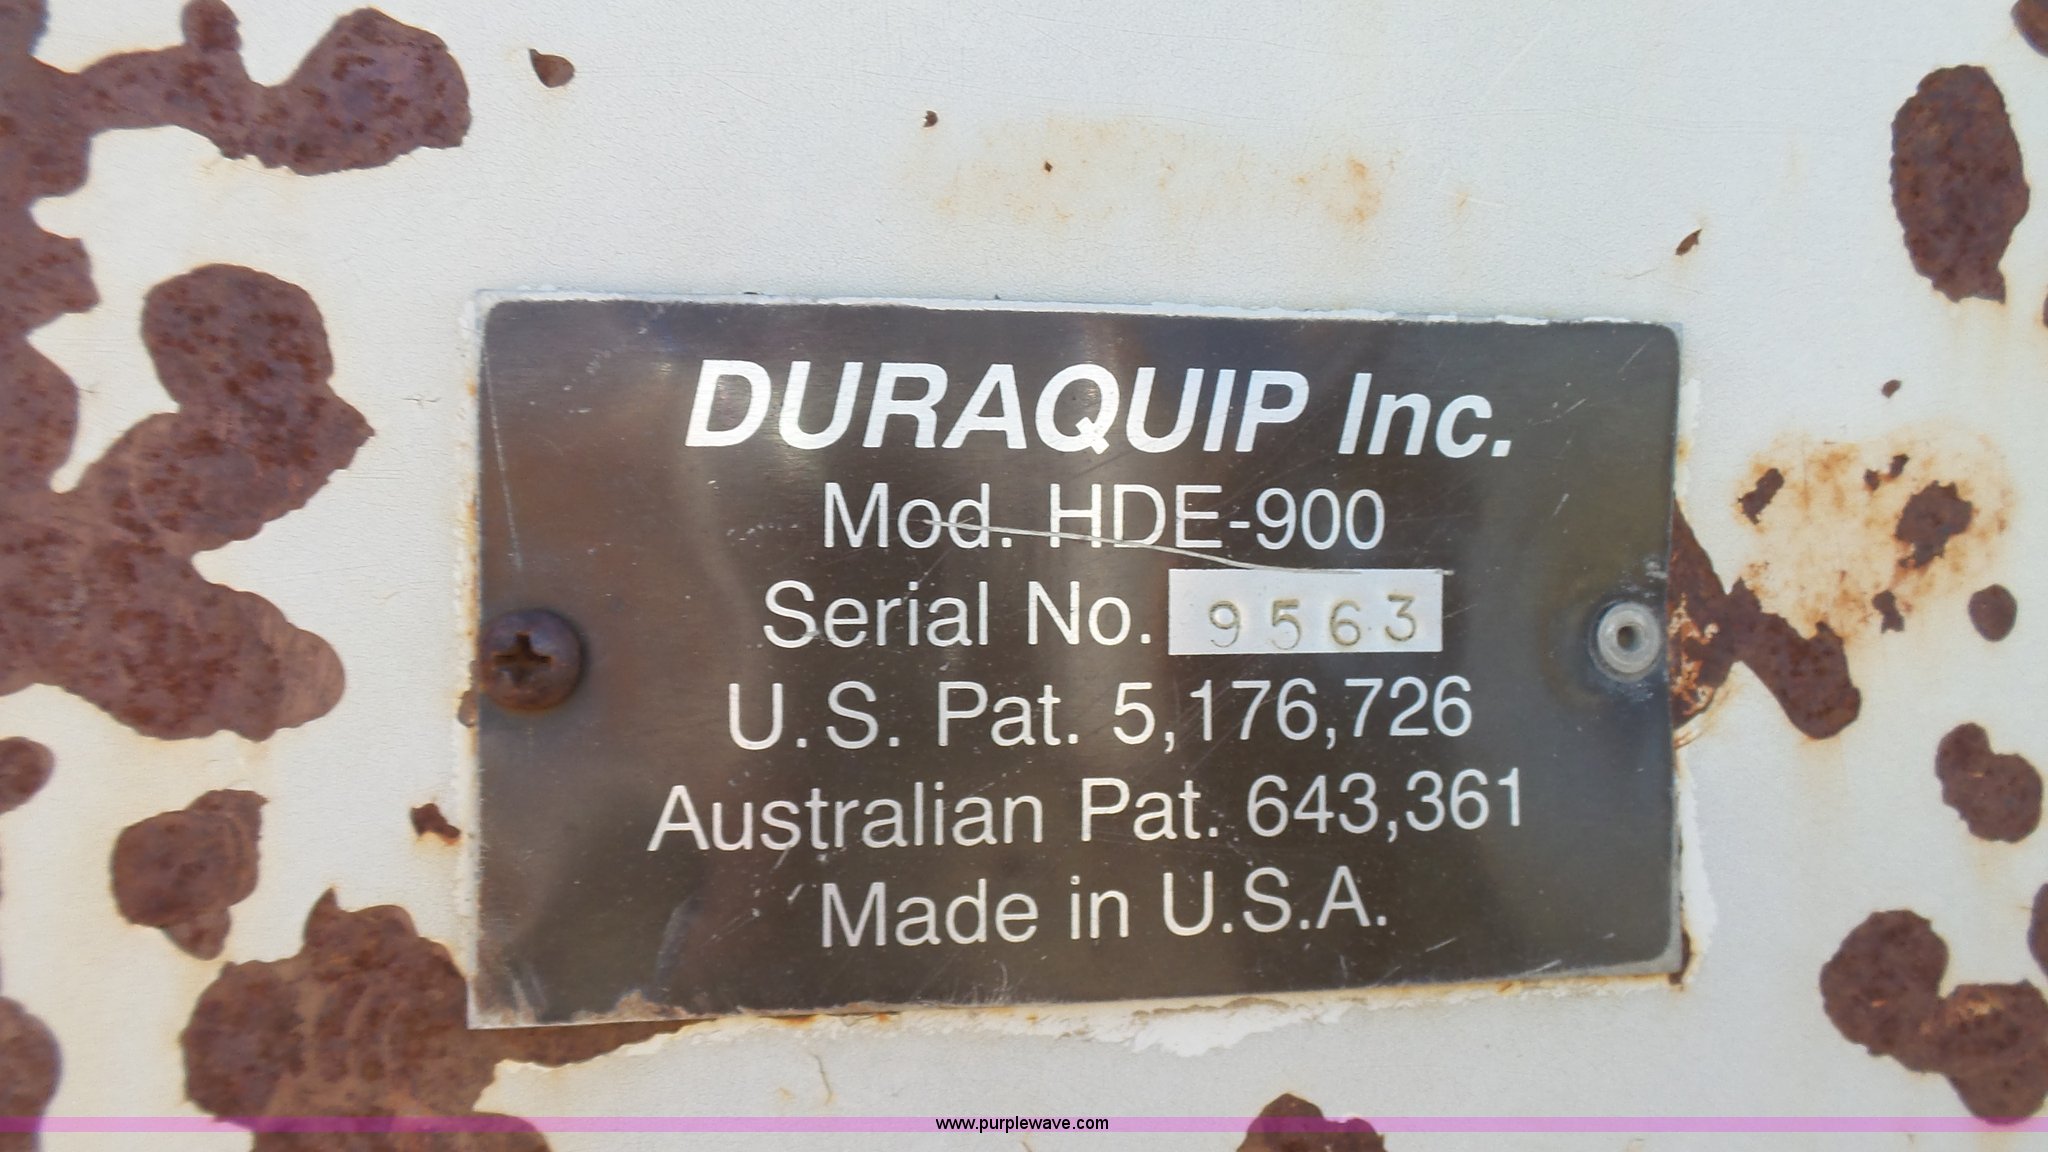 DURAQUIP Inc.
Mod. HDE-900
Serial No. 9563
U.S. Pat. 5,176,726
Australian Pat. 643,361
Made in U.S.A.
www.purplewave.com